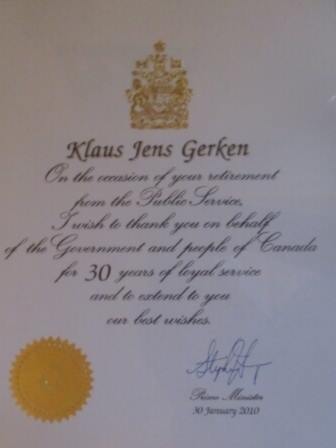 Klaus Jens Gerken
On the occasion of your retirement
from the Public Service,
I wish to thank you on behalf
of the Government and people of Canada
for 30 years of loyal service
and to extend to you
our best wishes.
Prime Minister
30 January 2010